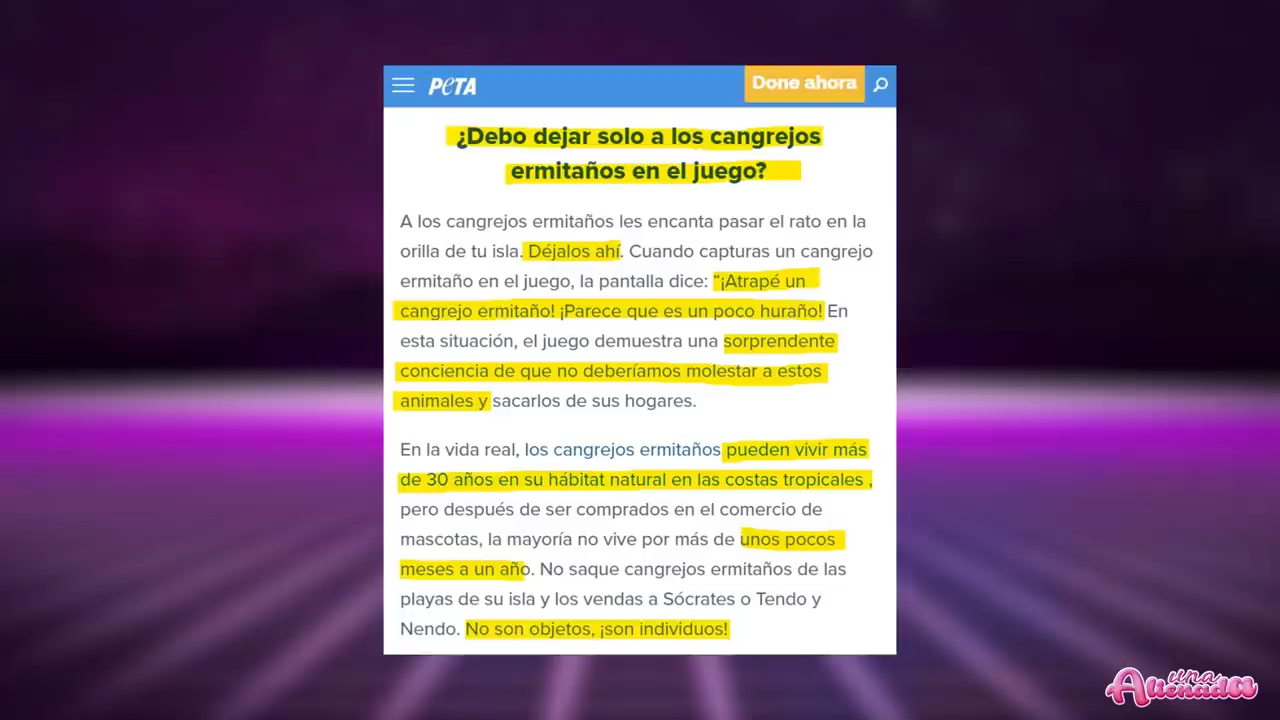 PeTA
Done ahora
¿Debo dejar solo a los cangrejos
ermitaños en el juego?
A los cangrejos ermitaños les encanta pasar el rato en la
orilla de tu isla. Déjalos ahí. Cuando capturas un cangrejo
ermitaño en el juego, la pantalla dice: “¡Atrapé un
cangrejo ermitaño! ¡Parece que es un poco huraño! En
esta situación, el juego demuestra una sorprendente
conciencia de que no deberíamos molestar a estos
animales y sacarlos de sus hogares.
En la vida real, los cangrejos ermitaños pueden vivir más
de 30 años en su hábitat natural en las costas tropicales ,
pero después de ser comprados en el comercio de
mascotas, la mayoría no vive por más de unos pocos
meses a un año. No saque cangrejos ermitaños de las
playas de su isla y los vendas a Sócrates o Tendo y
Nendo. No son objetos, ¡son individuos!
una
Alienada